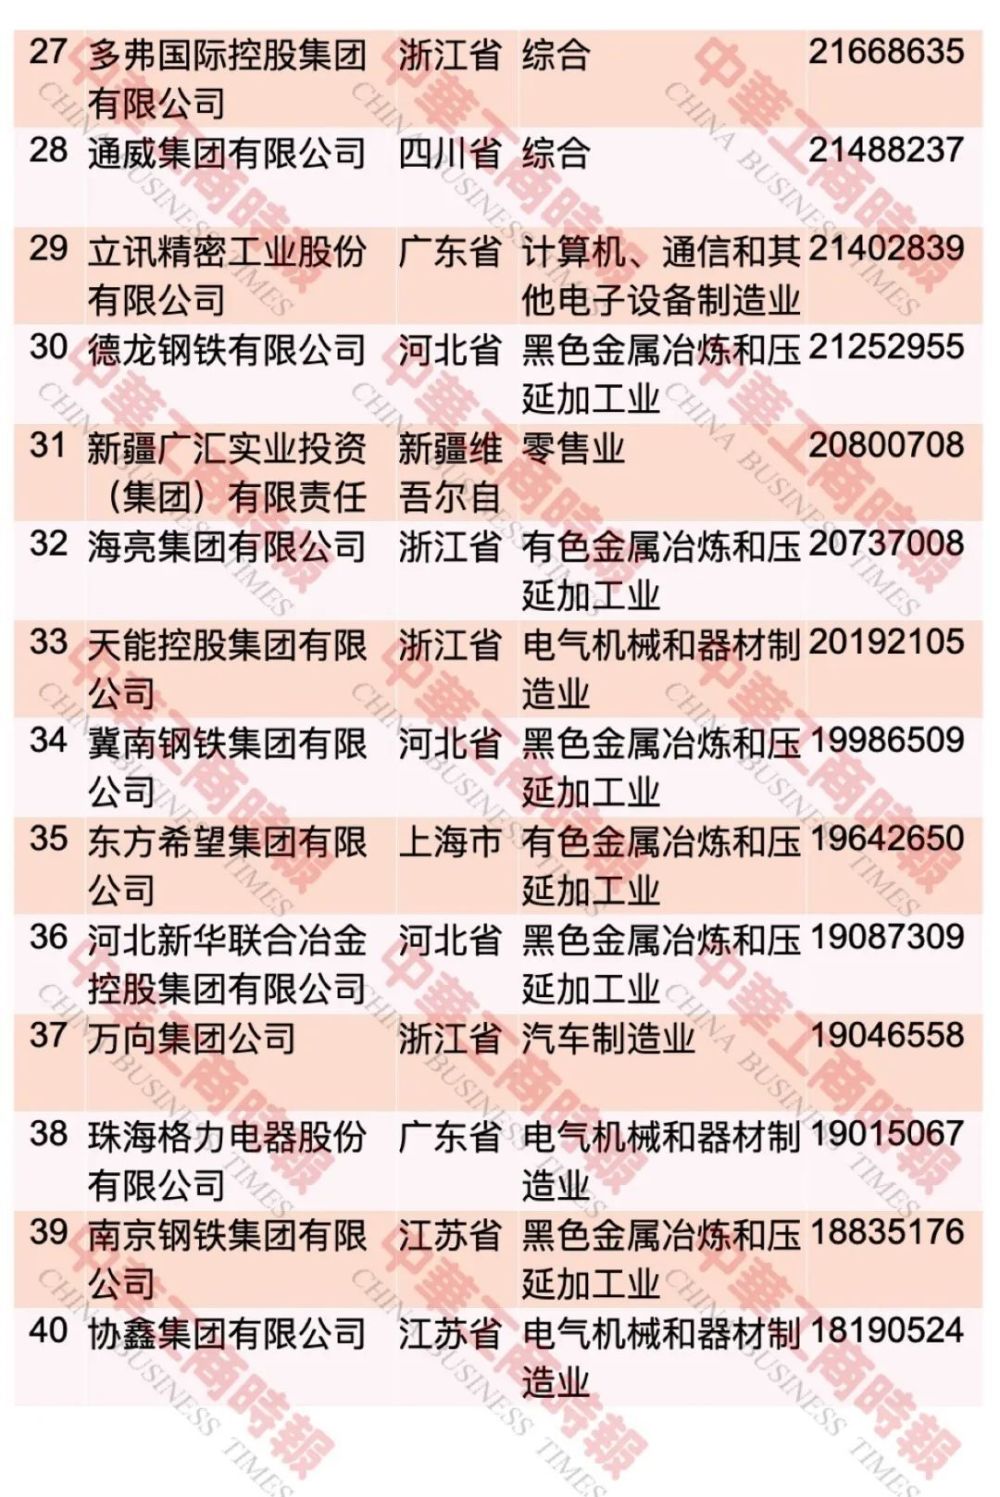 27 多弗国际控股集团 浙江省 综合 21668635
有限公司
28 通威集团有限公司 四川省 综合 21488237
29 立讯精密工业股份 广东省 计算机、通信和其 21402839
有限公司 他电子设备制造业
30 德龙钢铁有限公司 河北省 黑色金属冶炼和压 21252955
延加工业
31 新疆广汇实业投资 新疆维 零售业 20800708
（集团）有限责任 吾尔自
32 海亮集团有限公司 浙江省 有色金属冶炼和压 20737008
延加工业
33 天能控股集团有限 浙江省 电气机械和器材制 20192105
公司 造业
34 冀南钢铁集团有限 河北省 黑色金属冶炼和压 19986509
公司 延加工业
35 东方希望集团有限 上海市 有色金属冶炼和压 19642650
公司 延加工业
36 河北新华联合冶金 河北省 黑色金属冶炼和压 19087309
控股集团有限公司 延加工业
37 万向集团公司 浙江省 汽车制造业 19046558
38 珠海格力电器股份 广东省 电气机械和器材制 19015067
有限公司 造业
39 南京钢铁集团有限 江苏省 黑色金属冶炼和压 18835176
公司 延加工业
40 协鑫集团有限公司 江苏省 电气机械和器材制 18190524
造业
中華工商時報
CHINA BUSINESS TIMES